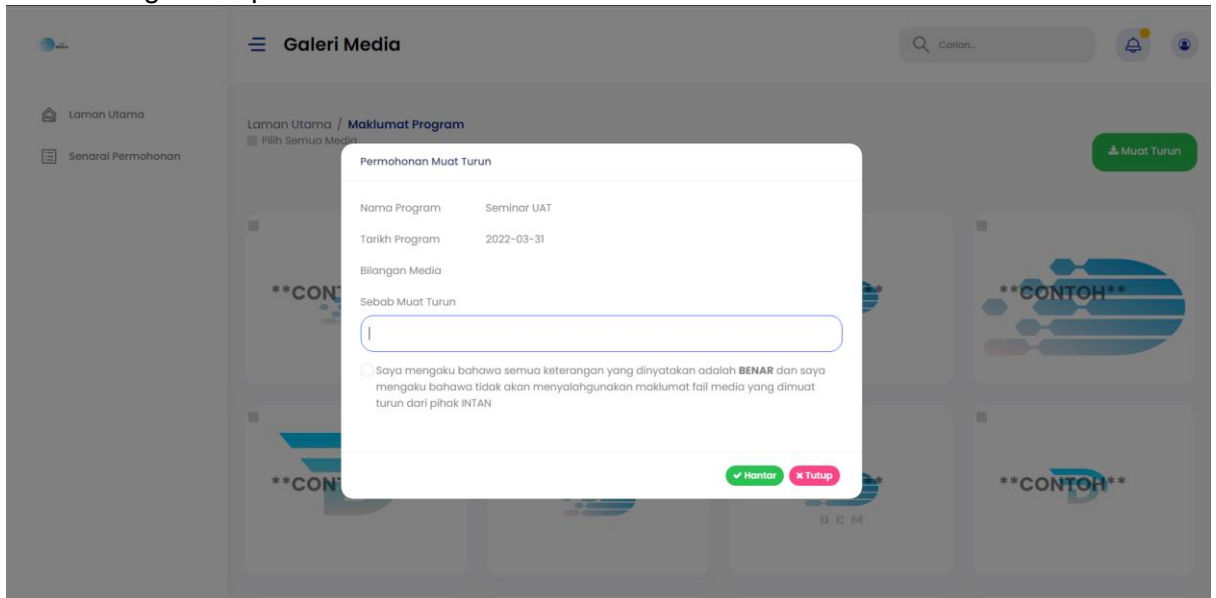 Galeri Media
Carian...
Laman Utama
Senarai Permohonan
Laman Utama / Maklumat Program
Pilih Semua Media
Muat Turun
Permohonan Muat Turun
Nama Program Seminar UAT
Tarikh Program 2022-03-31
Bilangan Media
Sebab Muat Turun
Saya mengaku bahawa semua keterangan yang dinyatakan adalah BENAR dan saya
mengaku bahawa tidak akan menyalahgunakan maklumat fail media yang dimuat
turun dari pihak INTAN
Hantar Tutup
**CON
**CONTOH**
**CON
**CONTOH**
DCM